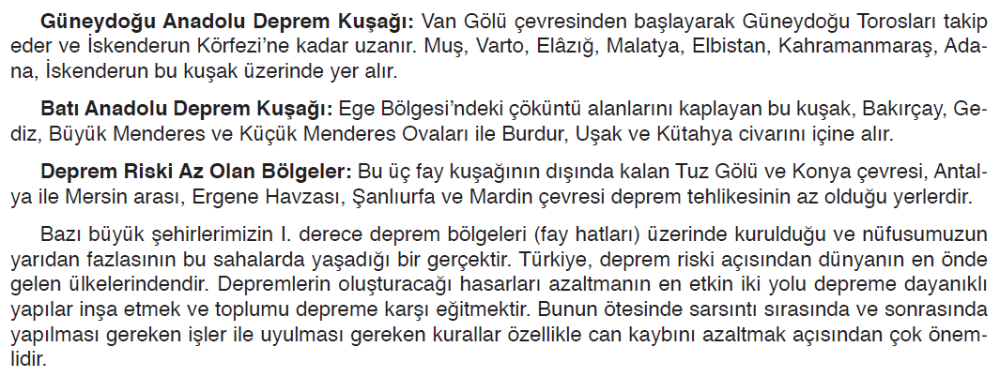 Güneydoğu Anadolu Deprem Kuşağı: Van Gölü çevresinden başlayarak Güneydoğu Torosları takip
eder ve İskenderun Körfezi’ne kadar uzanır. Muş, Varto, Elâzığ, Malatya, Elbistan, Kahramanmaraş, Ada-
na, İskenderun bu kuşak üzerinde yer alır.
Batı Anadolu Deprem Kuşağı: Ege Bölgesi’ndeki çöküntü alanlarını kaplayan bu kuşak, Bakırçay, Ge-
diz, Büyük Menderes ve Küçük Menderes Ovaları ile Burdur, Uşak ve Kütahya civarını içine alır.
Deprem Riski Az Olan Bölgeler: Bu üç fay kuşağının dışında kalan Tuz Gölü ve Konya çevresi, Antal-
ya ile Mersin arası, Ergene Havzası, Şanlıurfa ve Mardin çevresi deprem tehlikesinin az olduğu yerlerdir.
Bazı büyük şehirlerimizin I. derece deprem bölgeleri (fay hatları) üzerinde kurulduğu ve nüfusumuzun
yarıdan fazlasının bu sahalarda yaşadığı bir gerçektir. Türkiye, deprem riski açısından dünyanın en önde
gelen ülkelerindendir. Depremlerin oluşturacağı hasarları azaltmanın en etkin iki yolu depreme dayanıklı
yapılar inşa etmek ve toplumu depreme karşı eğitmektir. Bunun ötesinde sarsıntı sırasında ve sonrasında
yapılması gereken işler ile uyulması gereken kurallar özellikle can kaybını azaltmak açısından çok önem-
lidir.